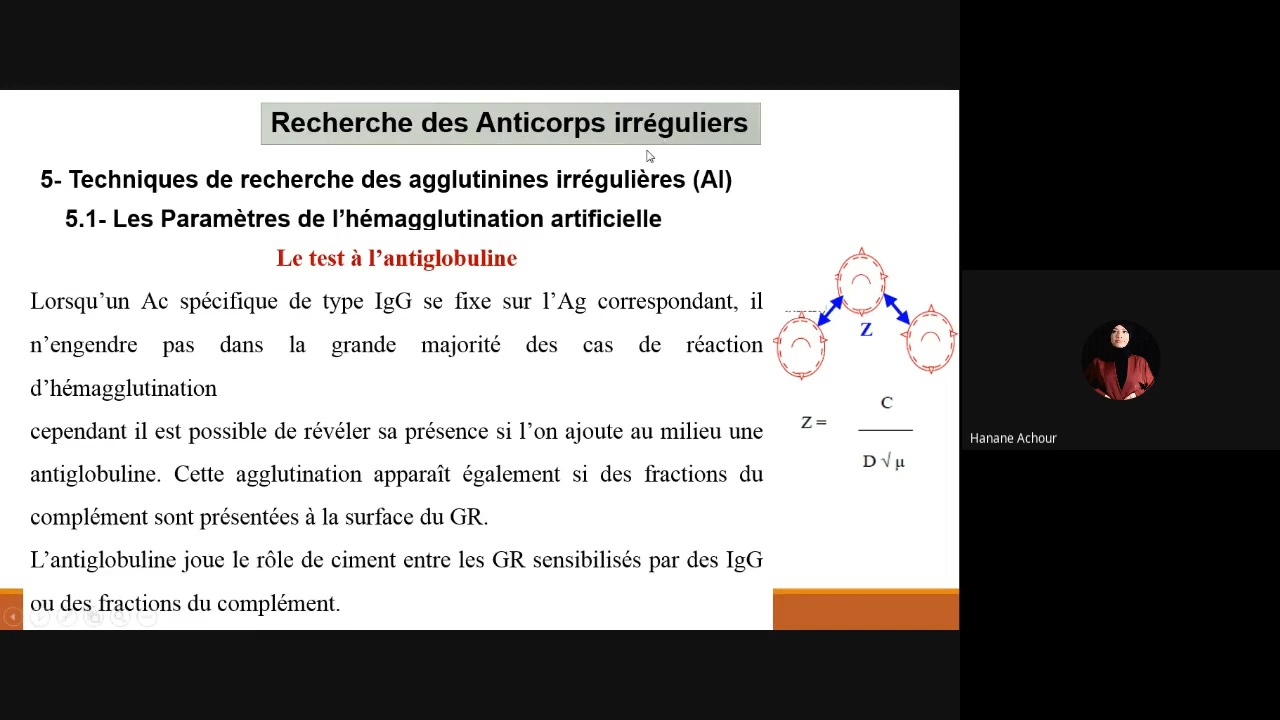 Recherche des Anticorps irréguliers
5- Techniques de recherche des agglutinines irrégulières (AI)
5.1- Les Paramètres de l’hémagglutination artificielle
Le test à l’antiglobuline
Lorsqu’un Ac spécifique de type IgG se fixe sur l’Ag correspondant, il
n’engendre pas dans la grande majorité des cas de réaction
d’hémagglutination
cependant il est possible de révéler sa présence si l’on ajoute au milieu une
antiglobuline. Cette agglutination apparaît également si des fractions du
complément sont présentées à la surface du GR.
L’antiglobuline joue le rôle de ciment entre les GR sensibilisés par des IgG
ou des fractions du complément.
Z
C
Z =
D √ µ
Hanane Achour